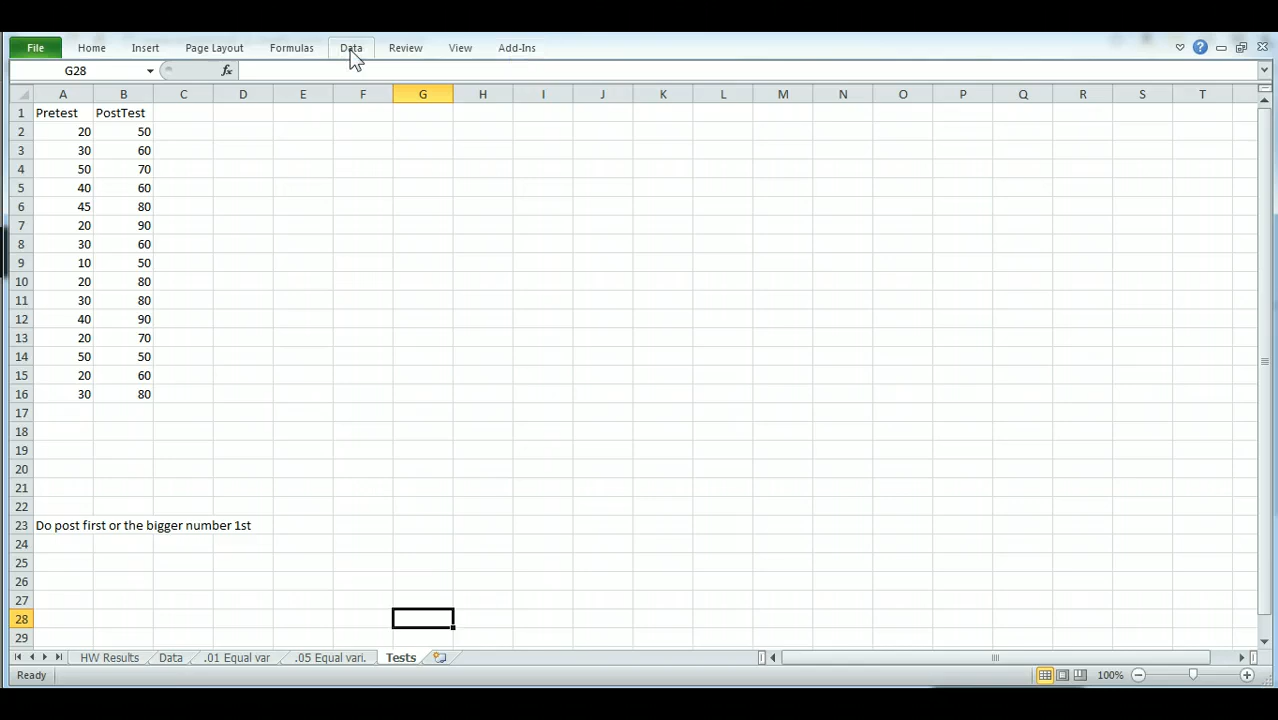 File Home Insert Page Layout Formulas Data Review View Add-Ins
G28 fx
A B C D E F G H I J K L M N O P Q R S T
1 Pretest PostTest
2 20 50
3 30 60
4 50 70
5 40 60
6 45 80
7 20 90
8 30 60
9 10 50
10 20 80
11 30 80
12 40 90
13 20 70
14 50 50
15 20 60
16 30 80
17
18
19
20
21
22
23 Do post first or the bigger number 1st
24
25
26
27
28
29
HW Results Data .01 Equal var .05 Equal vari. Tests
Ready 100%